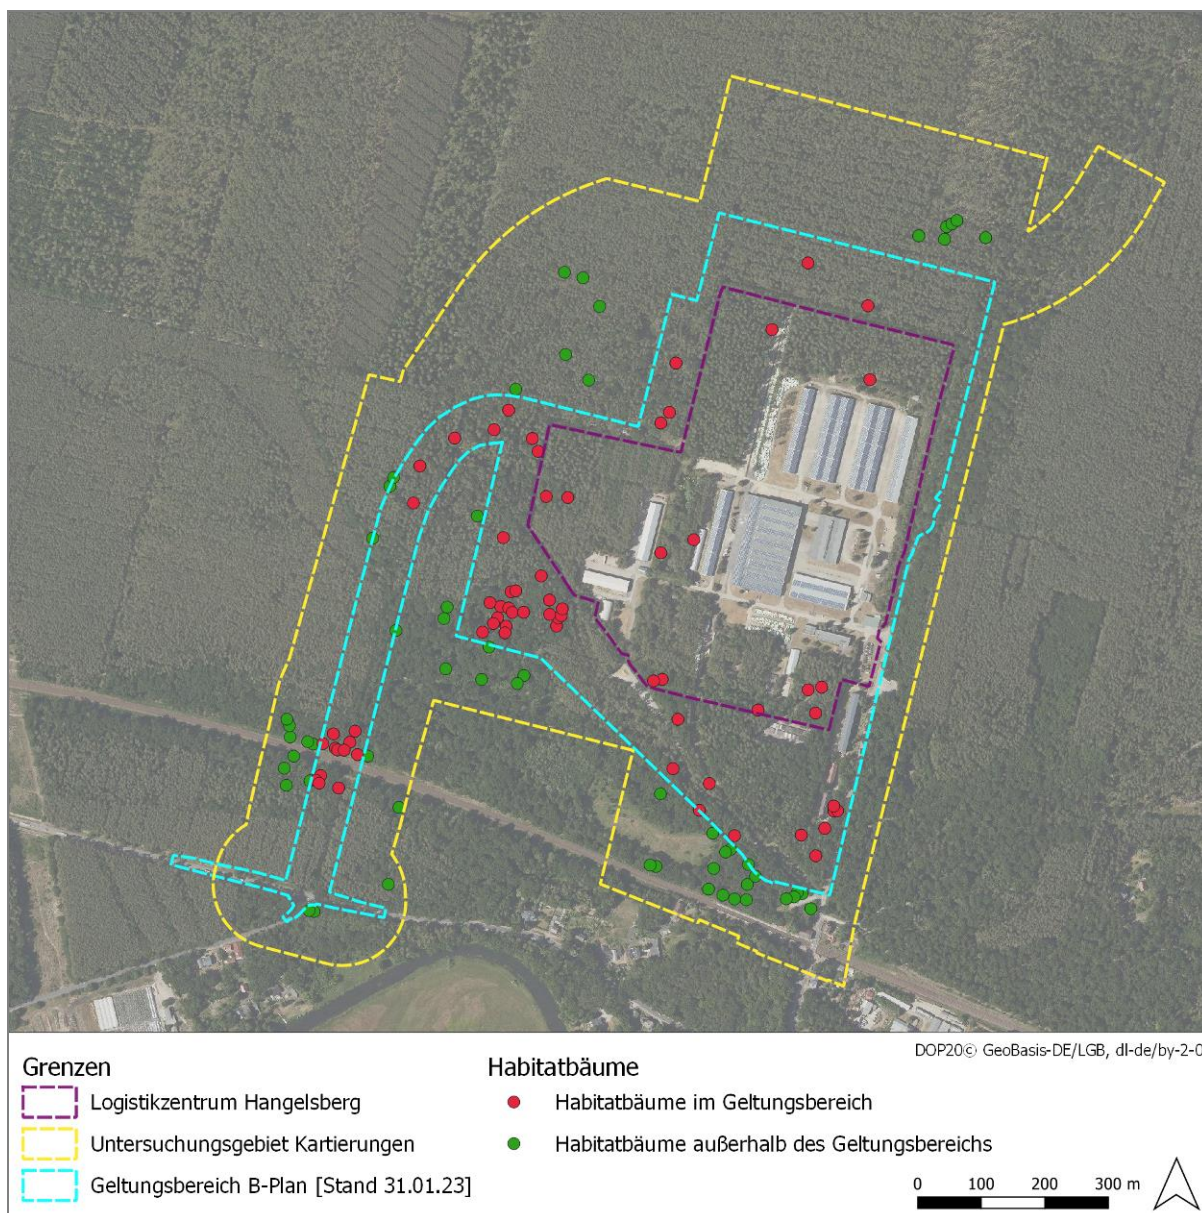 DOP20© GeoBasis-DE/LGB, dl-de/by-2-0
Grenzen
Logistikzentrum Hangelsberg
Untersuchungsgebiet Kartierungen
Geltungsbereich B-Plan [Stand 31.01.23]
Habitatbäume
Habitatbäume im Geltungsbereich
Habitatbäume außerhalb des Geltungsbereichs
0 100 200 300 m